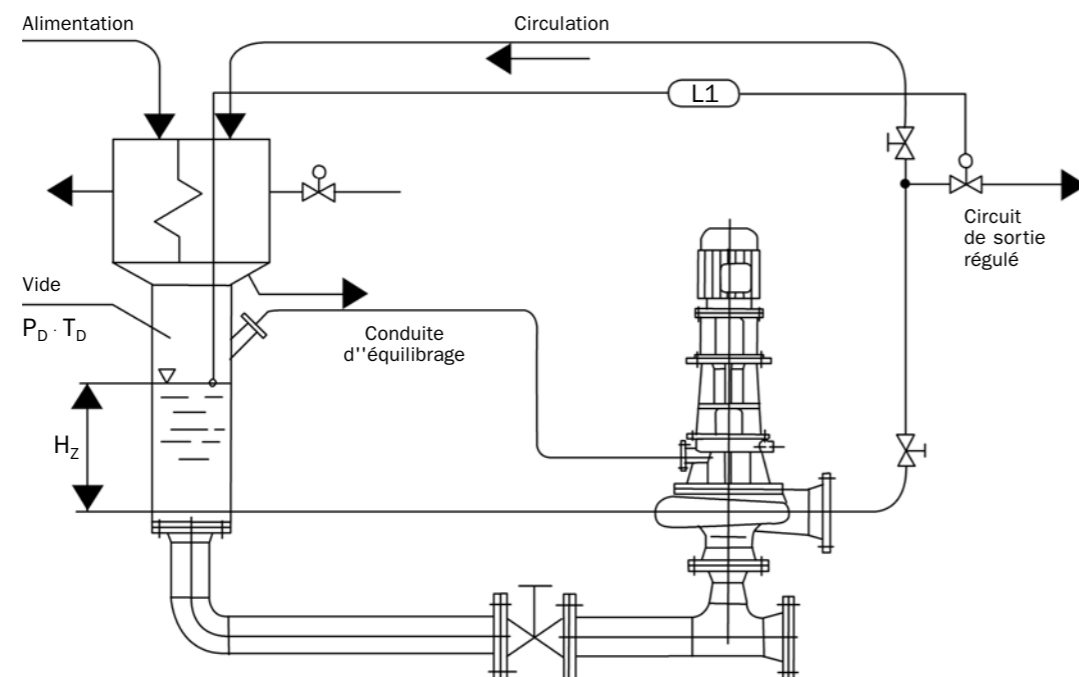 Alimentation
Circulation
L1
Circuit
de sortie
régulé
Vide
P_D · T_D
Conduite
d''équilibrage
H_Z